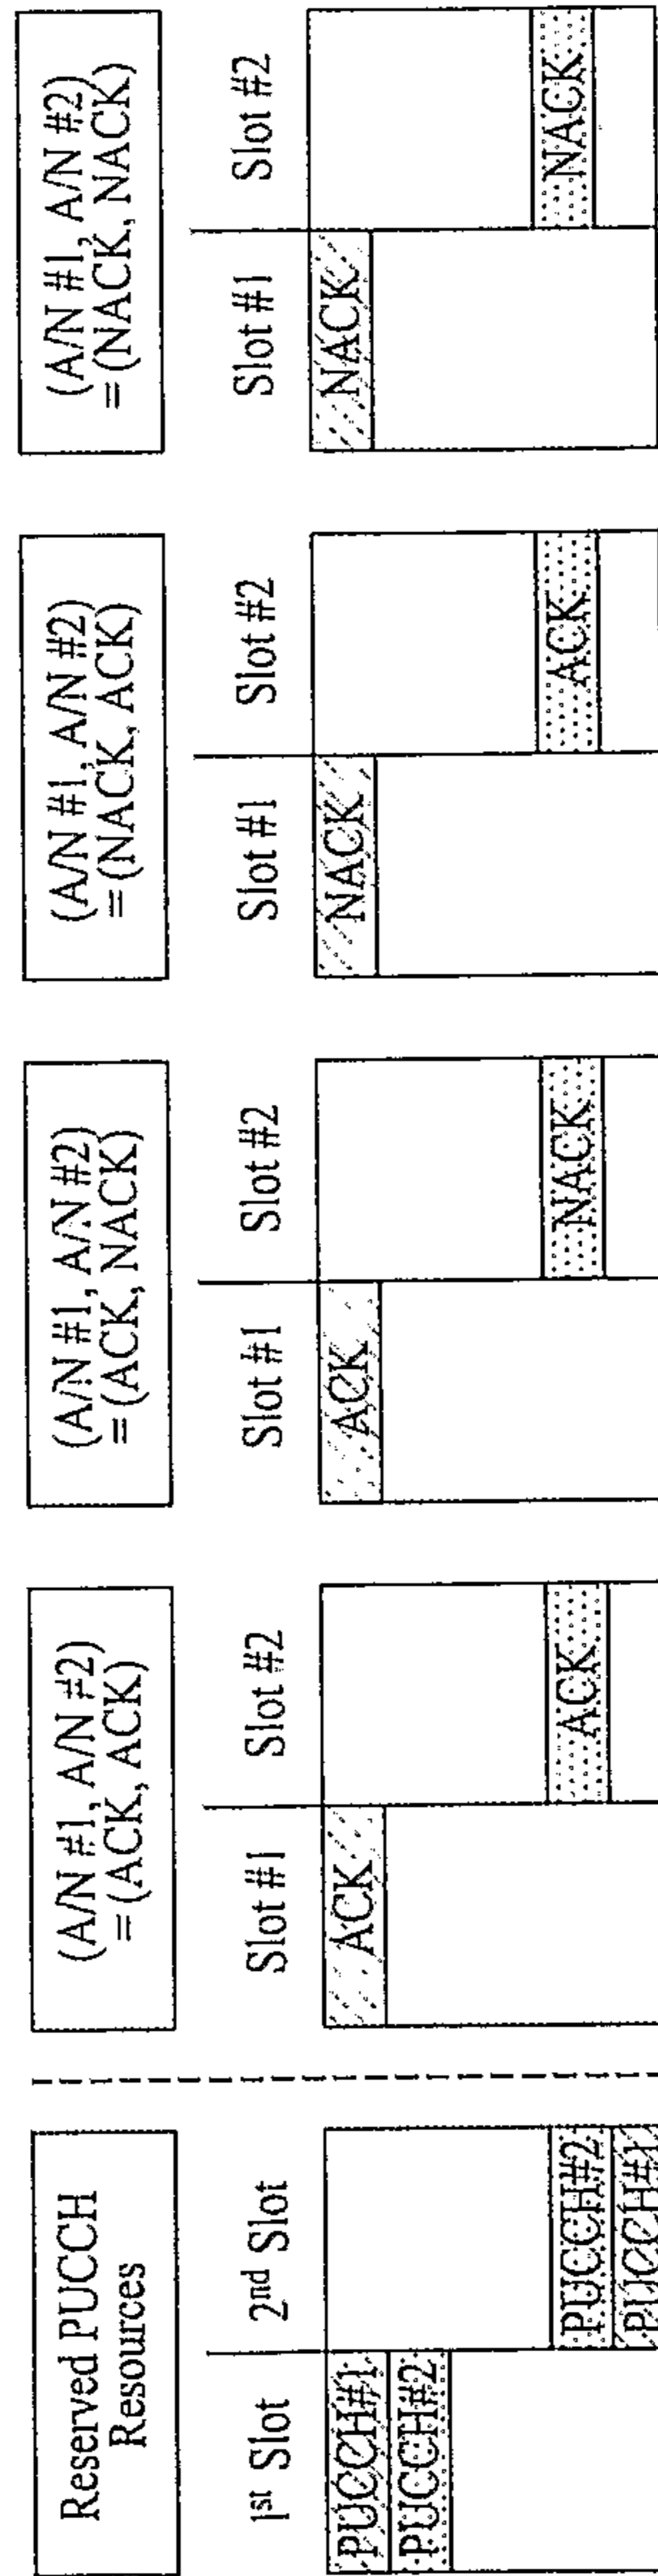 Reserved PUCCH
Resources
1st Slot
2nd Slot
PUCCH#1
PUCCH#2
PUCCH#2
PUCCH#1
(A/N #1, A/N #2)
=(ACK, ACK)
Slot #1
Slot #2
ACK
ACK
(A/N #1, A/N #2)
=(ACK, NACK)
Slot #1
Slot #2
ACK
NACK
(A/N #1, A/N #2)
=(NACK, ACK)
Slot #1
Slot #2
NACK
ACK
(A/N #1, A/N #2)
=(NACK, NACK)
Slot #1
Slot #2
NACK
NACK